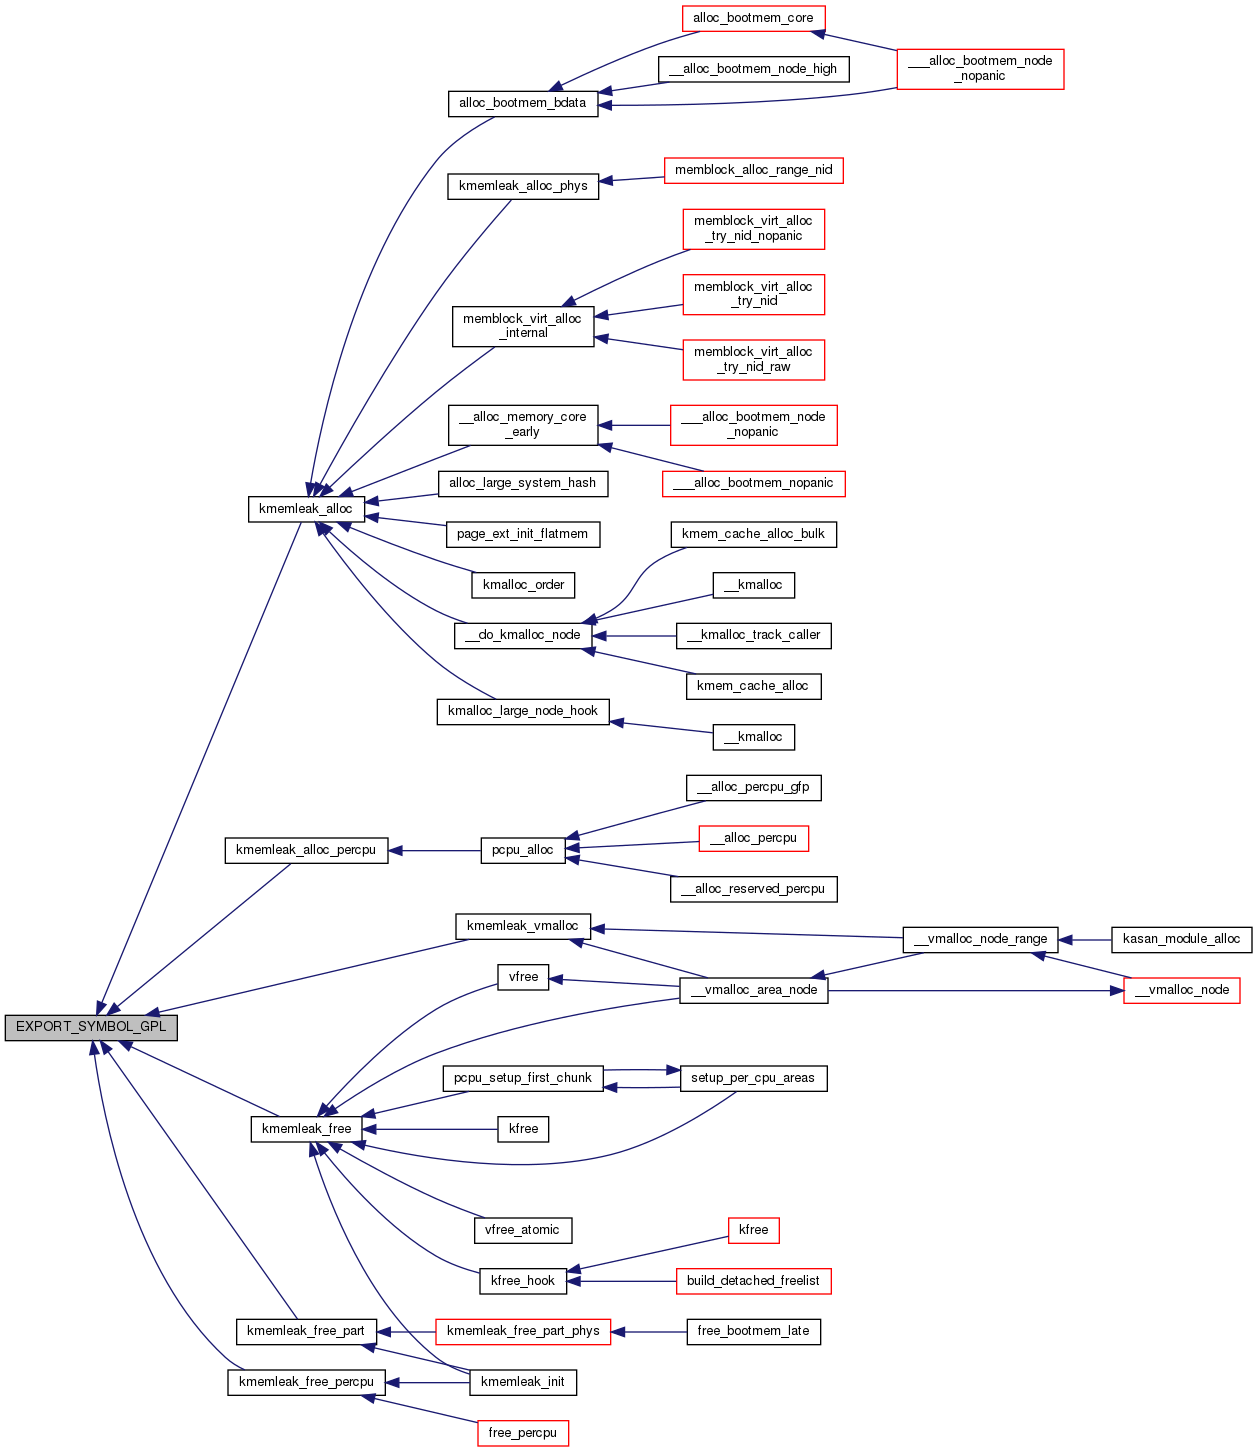 alloc_bootmem_core
___alloc_bootmem_node
_nopanic
__alloc_bootmem_node_high
alloc_bootmem_bdata
memblock_alloc_range_nid
kmemleak_alloc_phys
memblock_virt_alloc
_try_nid_nopanic
memblock_virt_alloc
_try_nid
memblock_virt_alloc
_internal
memblock_virt_alloc
_try_nid_raw
__alloc_memory_core
_early
___alloc_bootmem_node
_nopanic
___alloc_bootmem_nopanic
alloc_large_system_hash
kmemleak_alloc
page_ext_init_flatmem
kmem_cache_alloc_bulk
kmalloc_order
__kmalloc
__do_kmalloc_node
__kmalloc_track_caller
kmem_cache_alloc
kmalloc_large_node_hook
__kmalloc
__alloc_percpu_gfp
kmemleak_alloc_percpu
pcpu_alloc
__alloc_percpu
__alloc_reserved_percpu
kmemleak_vmalloc
__vmalloc_node_range
kasan_module_alloc
vfree
__vmalloc_area_node
__vmalloc_node
EXPORT_SYMBOL_GPL
pcpu_setup_first_chunk
setup_per_cpu_areas
kmemleak_free
kfree
vfree_atomic
kfree
kfree_hook
build_detached_freelist
kmemleak_free_part
kmemleak_free_part_phys
free_bootmem_late
kmemleak_free_percpu
kmemleak_init
free_percpu